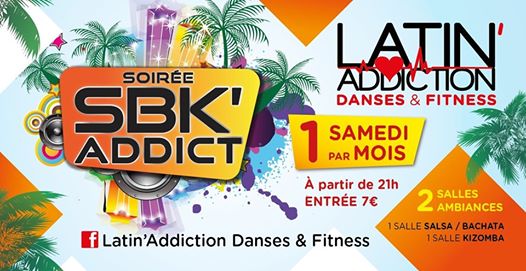 SOIRÉE
SBK'
ADDICT
LATIN'
ADDICTION
DANSES & FITNESS
1 SAMEDI
PAR MOIS
À partir de 21h
ENTRÉE 7€
2 SALLES
AMBIANCES
1 SALLE SALSA / BACHATA
1 SALLE KIZOMBA
f Latin'Addiction Danses & Fitness